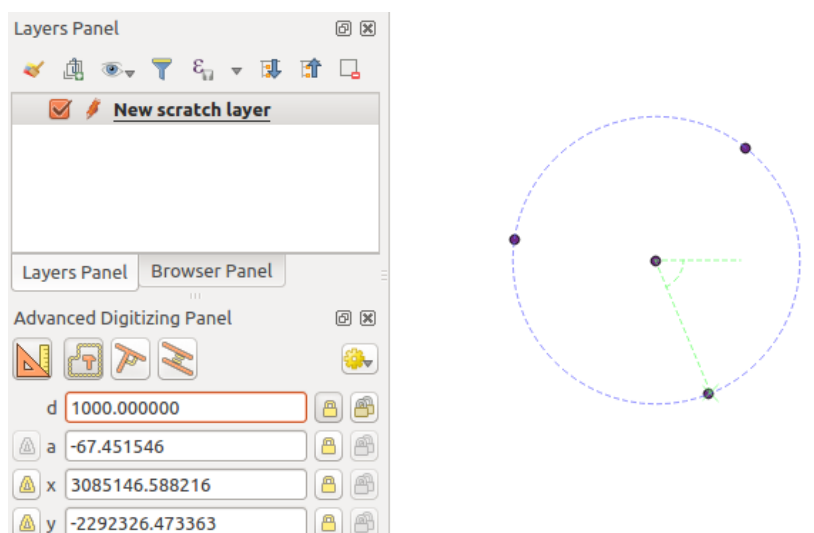 Layers Panel
New scratch layer
Layers Panel Browser Panel
Advanced Digitizing Panel
d 1000.000000
a -67.451546
x 3085146.588216
y -2292326.473363